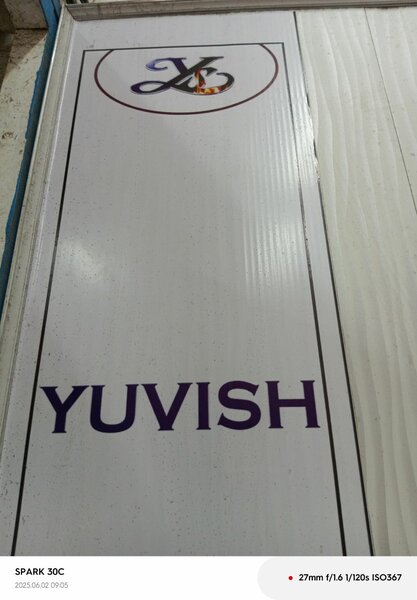 Ys
YUVISH
SPARK 30C
2025.06.02 09:05
27mm f/1.6 1/120s ISO367